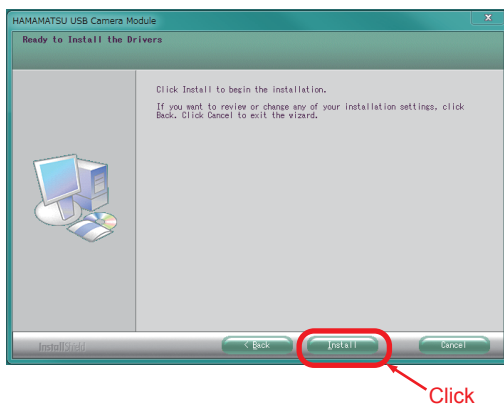 HAMAMATSU USB Camera Module
x
Ready to Install the Drivers
Click Install to begin the installation.
If you want to review or change any of your installation settings, click
Back. Click Cancel to exit the wizard.
InstallShield
< Back
Install
Cancel
Click